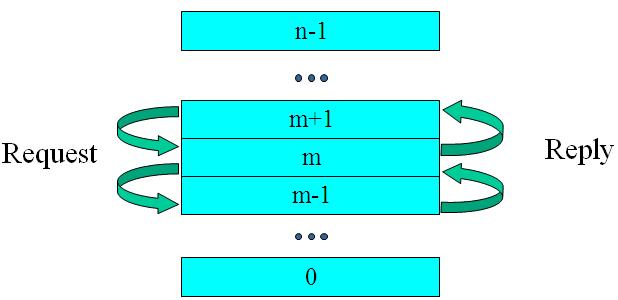 n-1
...
m+1
Request
m
Reply
m-1
...
0